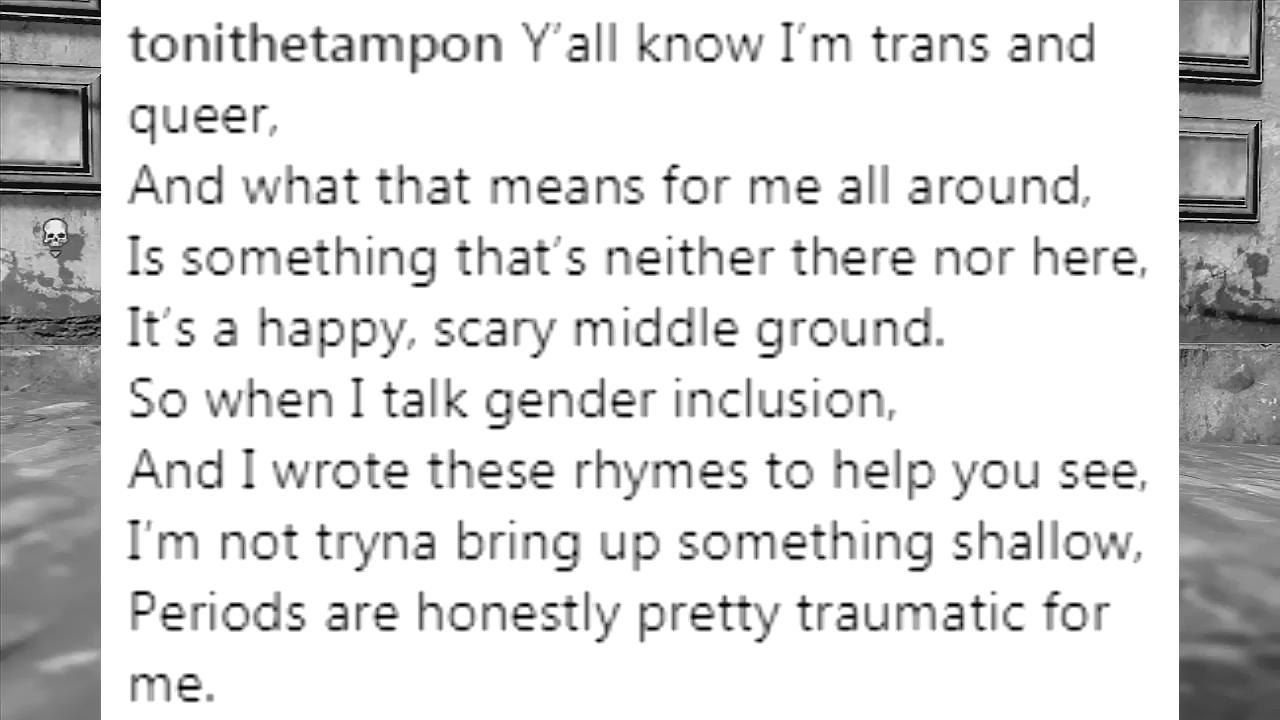 tonithetampon Y'all know I'm trans and
queer,
And what that means for me all around,
Is something that's neither there nor here,
It's a happy, scary middle ground.
So when I talk gender inclusion,
And I wrote these rhymes to help you see,
I'm not tryna bring up something shallow,
Periods are honestly pretty traumatic for
me.